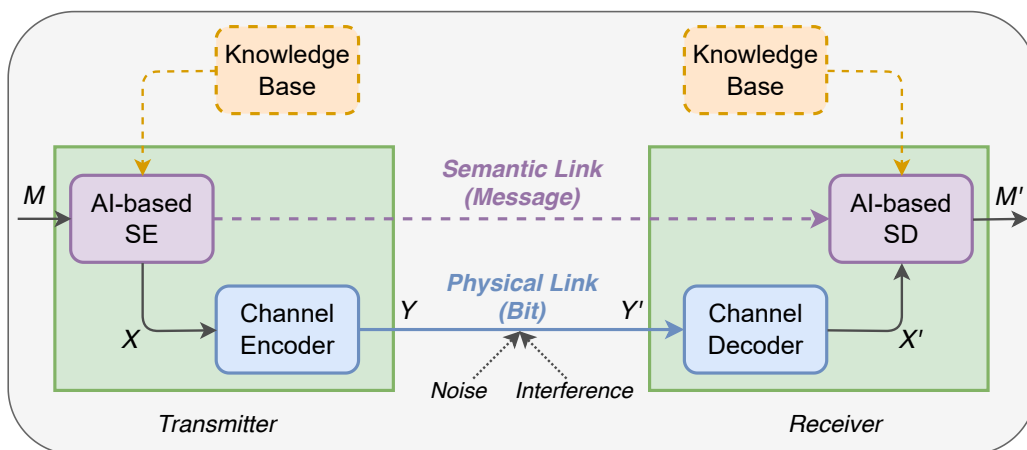 Knowledge
Base
Knowledge
Base
Semantic Link
(Message)
M
AI-based
SE
AI-based
SD
M'
Physical Link
(Bit)
X
Channel
Encoder
Y
Y'
Channel
Decoder
X'
Noise
Interference
Transmitter
Receiver